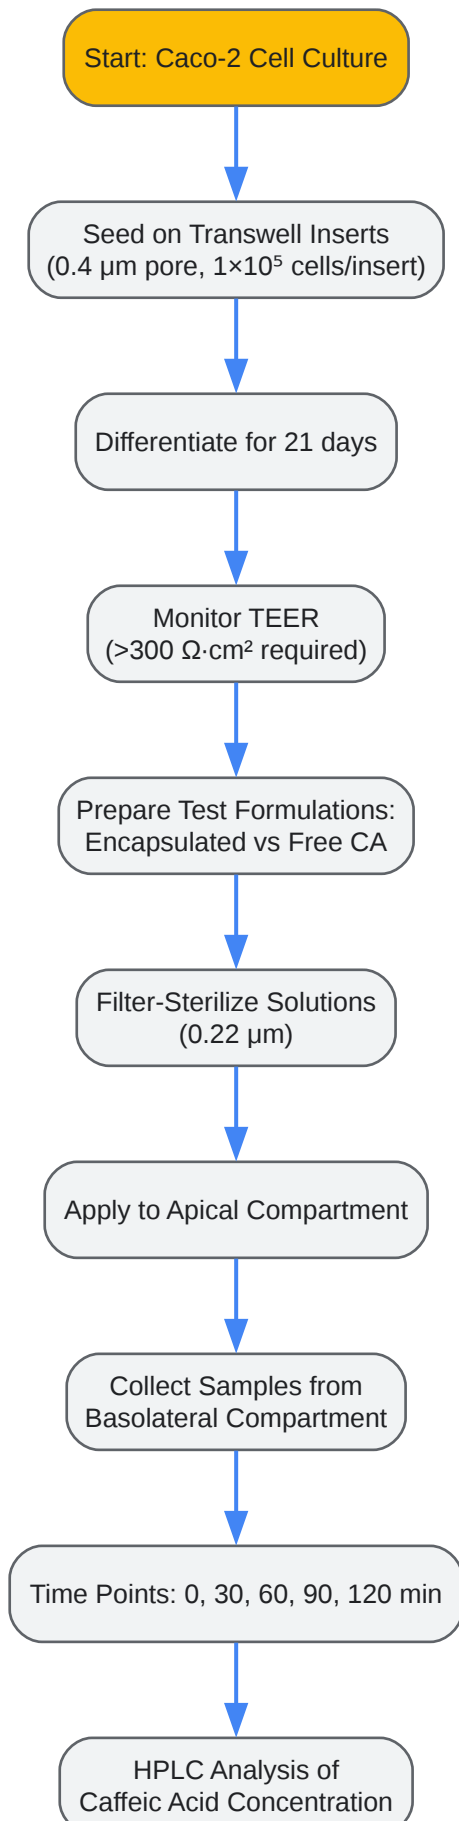 Start: Caco-2 Cell Culture
Seed on Transwell Inserts
(0.4 μm pore, 1×10⁵ cells/insert)
Differentiate for 21 days
Monitor TEER
(>300 Ω·cm² required)
Prepare Test Formulations:
Encapsulated vs Free CA
Filter-Sterilize Solutions
(0.22 μm)
Apply to Apical Compartment
Collect Samples from
Basolateral Compartment
Time Points: 0, 30, 60, 90, 120 min
HPLC Analysis of
Caffeic Acid Concentration